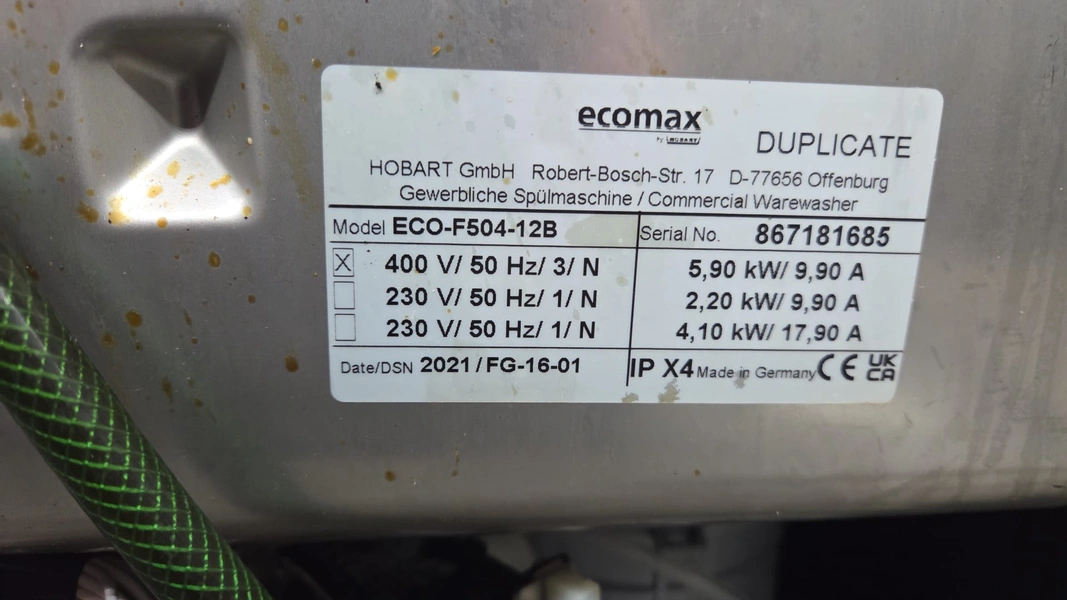 ecomax
by HOBART
DUPLICATE
HOBART GmbH Robert-Bosch-Str. 17 D-77656 Offenburg
Gewerbliche Spülmaschine / Commercial Warewasher
Model ECO-F504-12B Serial No. 867181685
X 400 V/ 50 Hz/ 3/ N 5,90 kW/ 9,90 A
230 V/ 50 Hz/ 1/ N 2,20 kW/ 9,90 A
230 V/ 50 Hz/ 1/ N 4,10 kW/ 17,90 A
Date/DSN 2021/FG-16-01 IP X4 Made in Germany CE UK CA